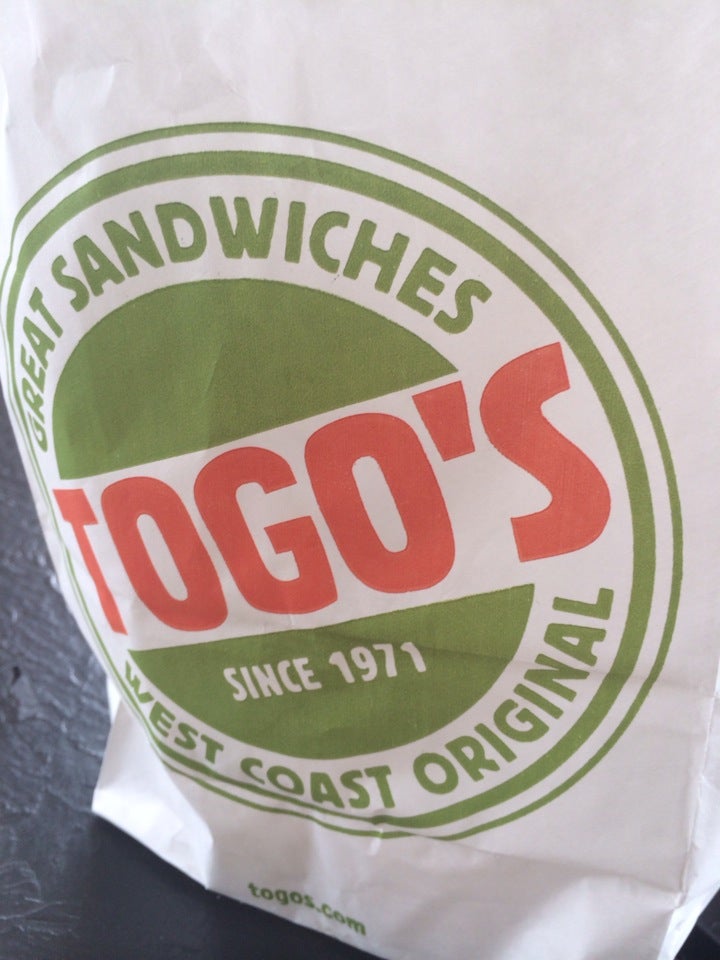 GREAT SANDWICHES
TOGO'S
SINCE 1971
WEST COAST ORIGINAL
togos.com